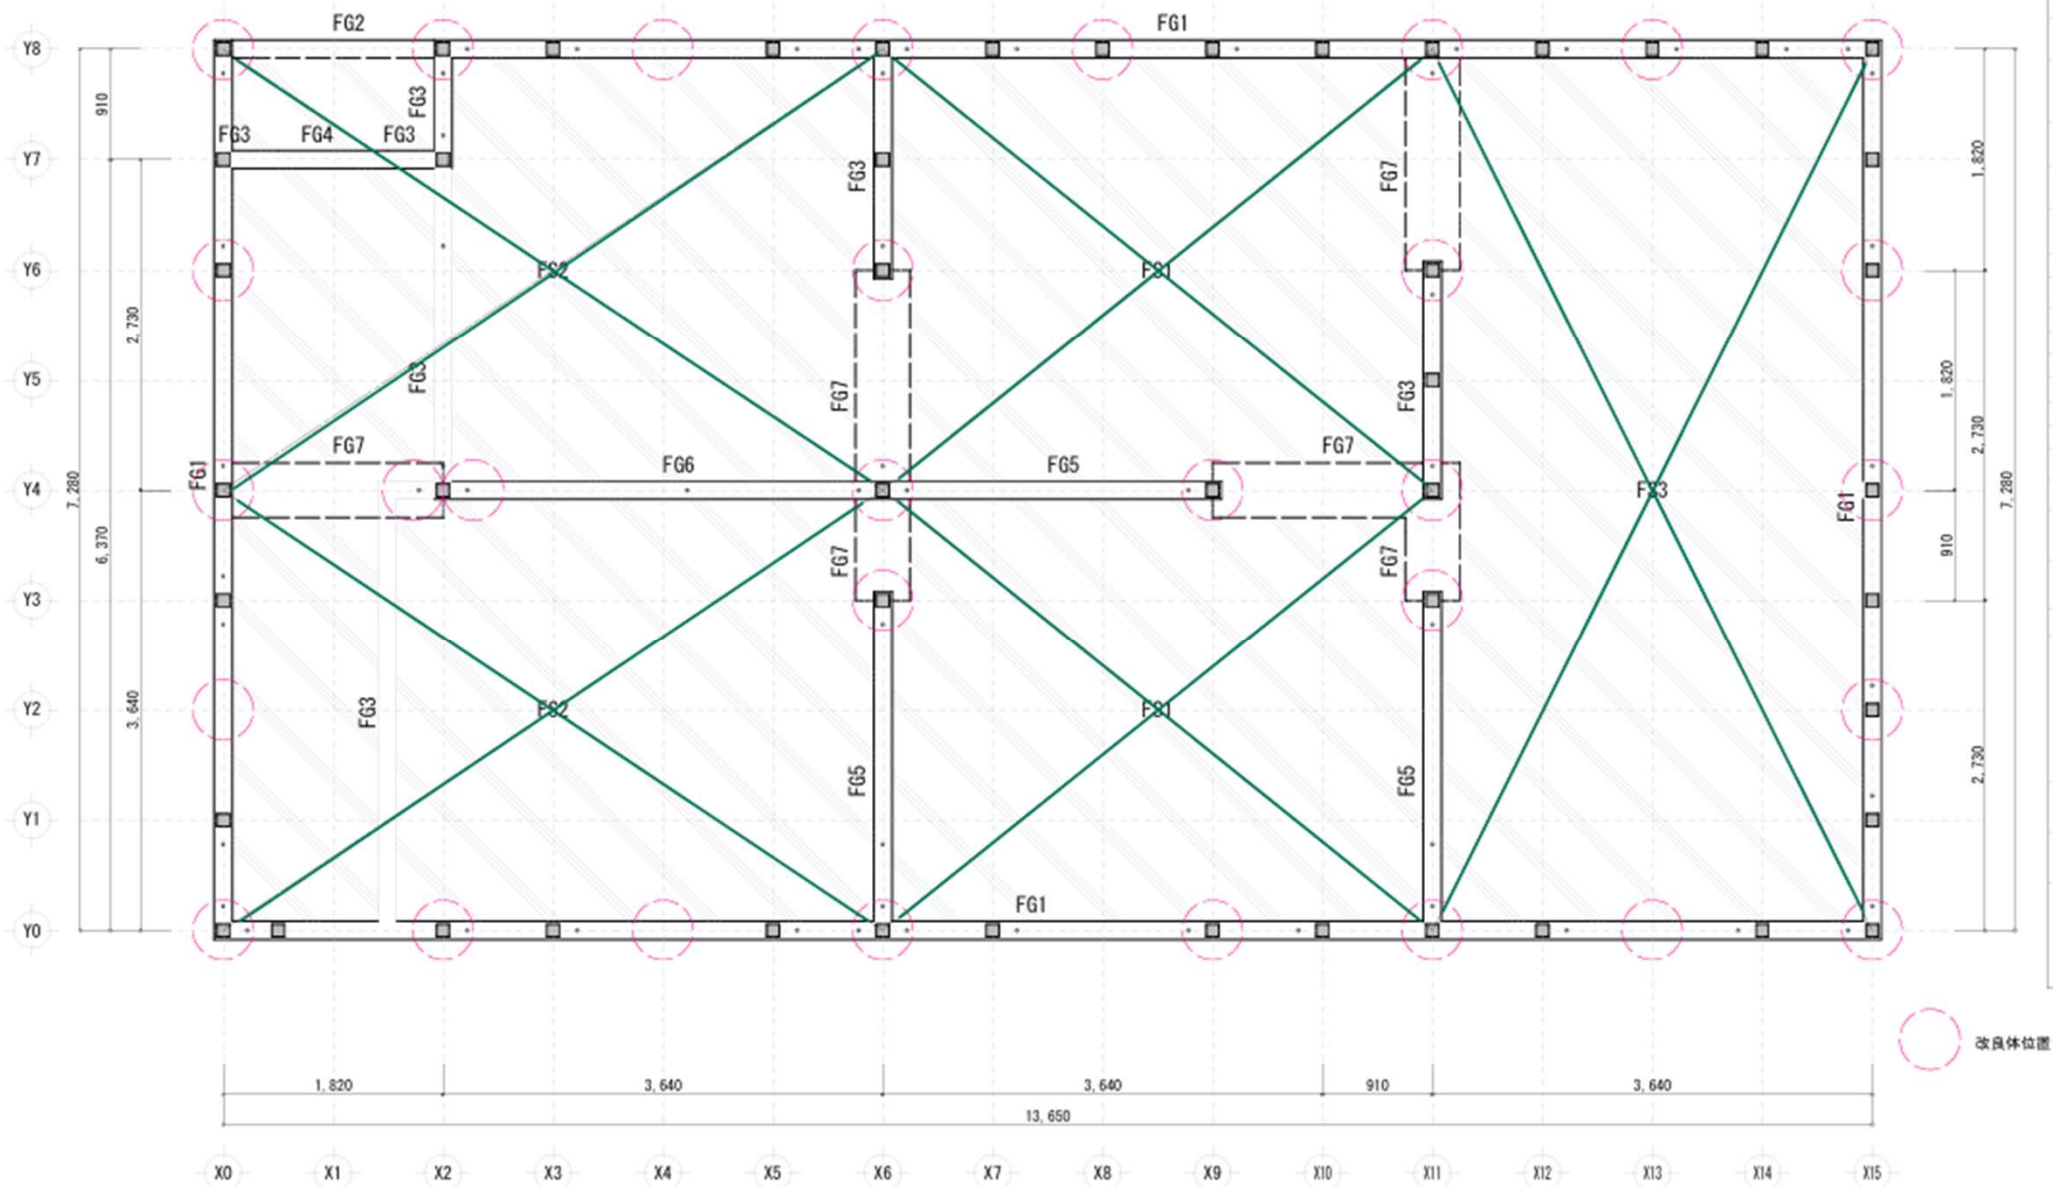 FG2
FG1
Y8
910
FG3
FG3
FG4
FG3
Y7
1,820
FG3
FG7
Y6
FS2
FS1
2,730
Y5
FG3
FG7
FG3
1,820
2,730
FG7
FG6
FG5
FG7
FG1
Y4
7,280
6,370
FS3
FG1
7,280
FG7
FG7
910
Y3
3,640
Y2
FG3
FS2
FS1
FG5
FG5
2,730
Y1
FG1
Y0
改良体位置
1,820
3,640
3,640
910
3,640
13,650
X0
X1
X2
X3
X4
X5
X6
X7
X8
X9
X10
X11
X12
X13
X14
X15